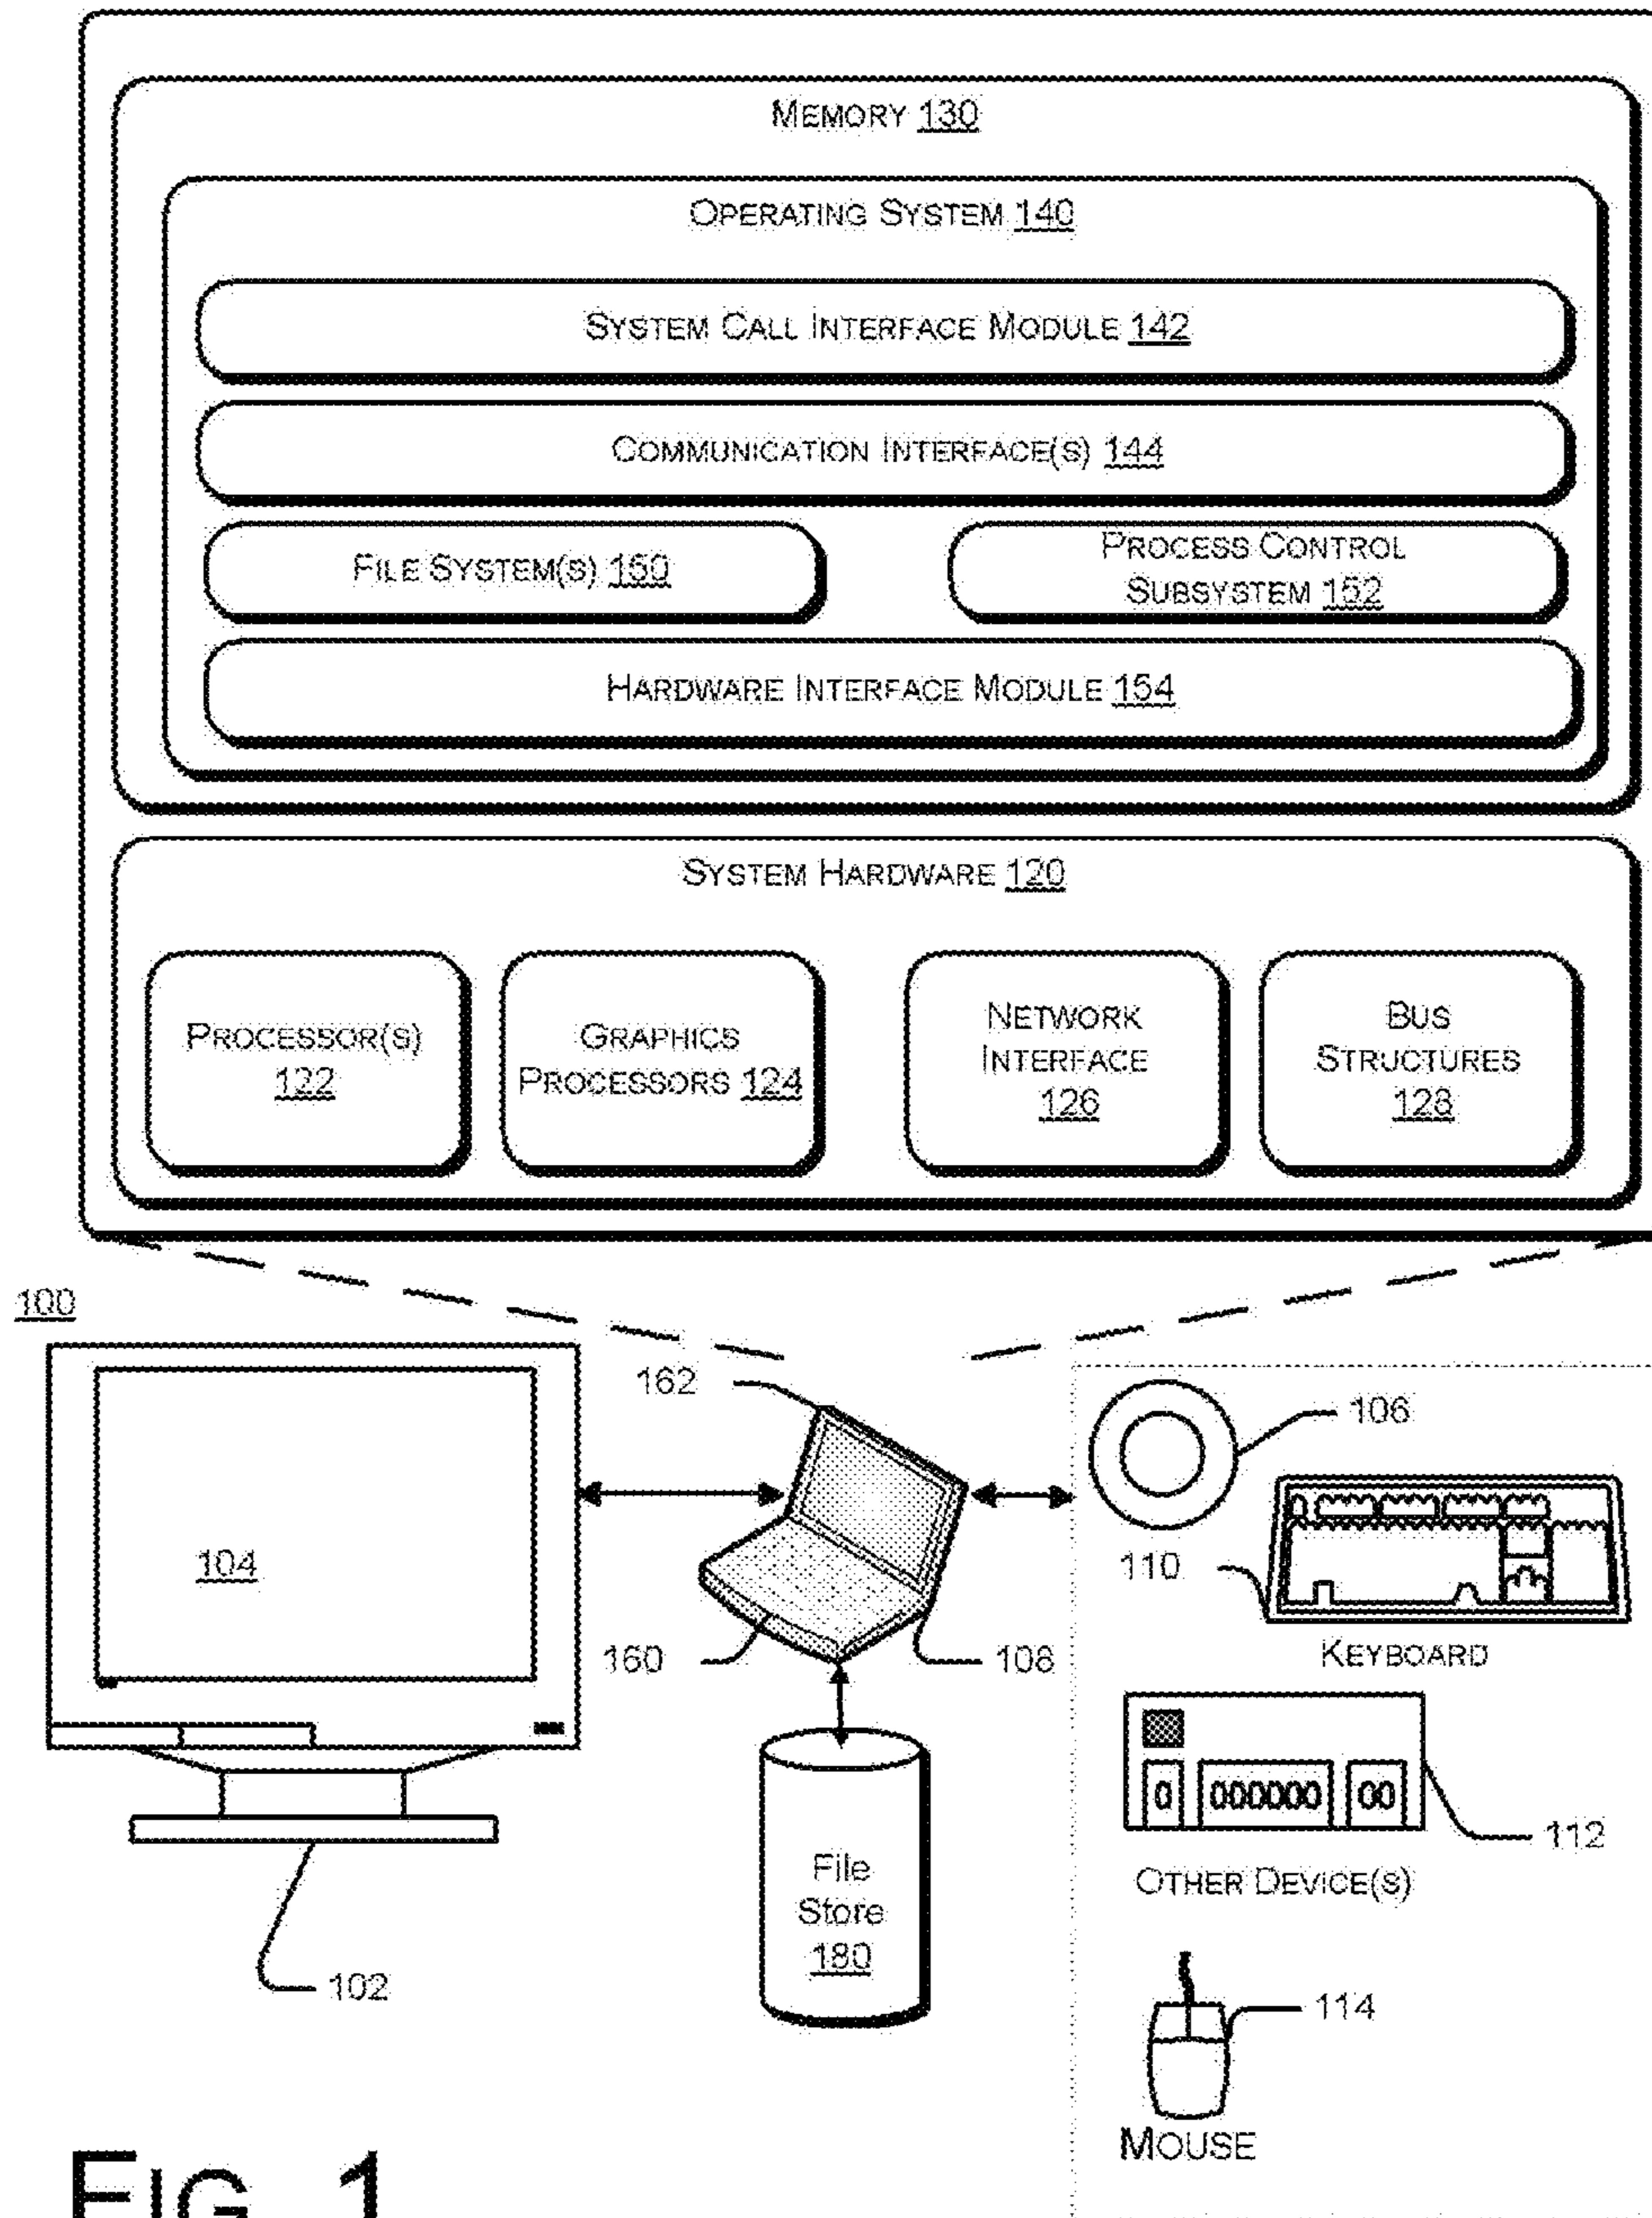 MEMORY 130
OPERATING SYSTEM 140
SYSTEM CALL INTERFACE MODULE 142
COMMUNICATION INTERFACE(S) 144
FILE SYSTEM(S) 150
PROCESS CONTROL
SUBSYSTEM 152
HARDWARE INTERFACE MODULE 154
SYSTEM HARDWARE 120
PROCESSOR(S)
122
GRAPHICS
PROCESSORS 124
NETWORK
INTERFACE
126
BUS
STRUCTURES
128
100
162
106
104
110
160
108
KEYBOARD
112
File
Store
180
OTHER DEVICE(S)
102
114
MOUSE
FIG. 1